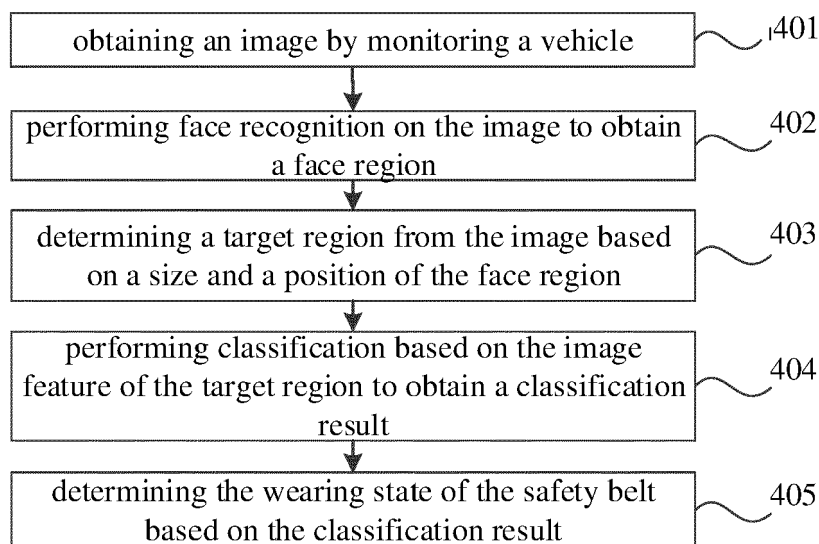 obtaining an image by monitoring a vehicle
401
performing face recognition on the image to obtain
a face region
402
determining a target region from the image based
on a size and a position of the face region
403
performing classification based on the image
feature of the target region to obtain a classification
result
404
determining the wearing state of the safety belt
based on the classification result
405